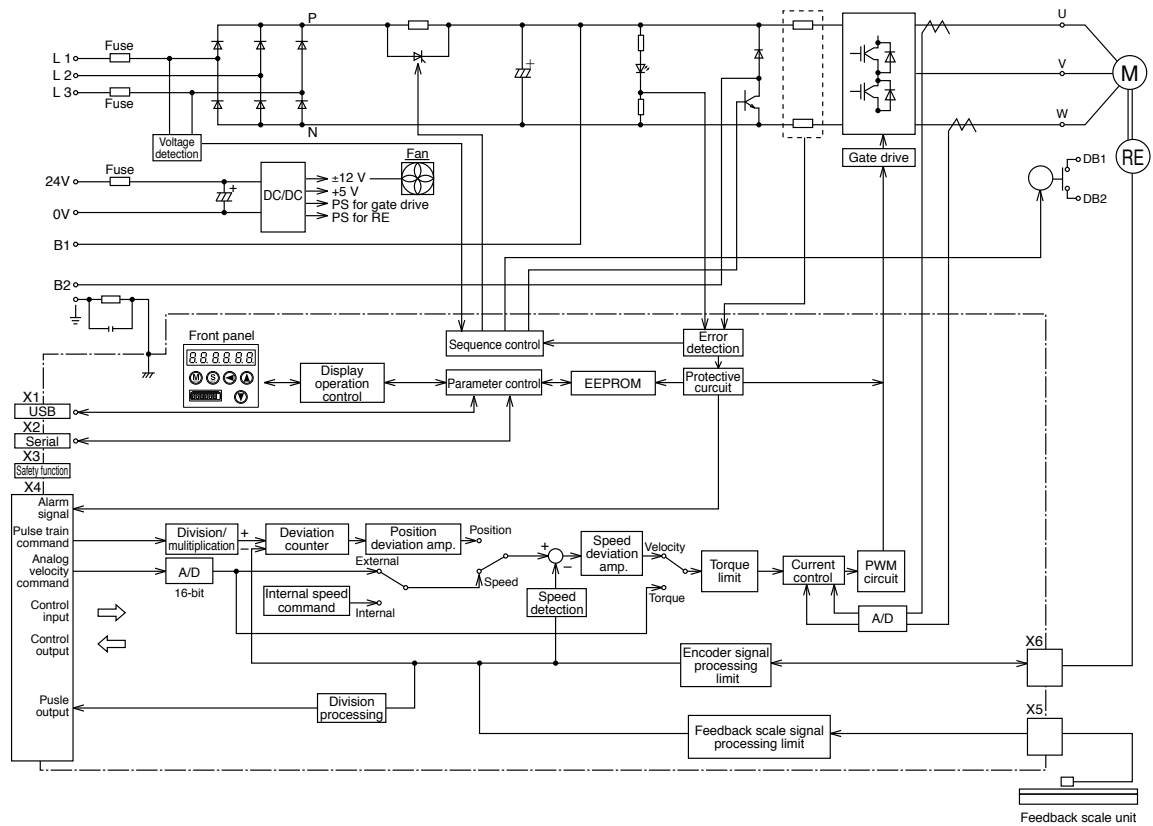 P
U
Fuse
L 1
L 2
L 3
Fuse
V
M
W
N
Voltage
detection
Gate drive
RE
Fan
DB1
DB2
Fuse
24V
0V
DC/DC
±12 V
+5 V
PS for gate drive
PS for RE
B1
B2
Front panel
8.8.8.8.8.8.
M
S
Display
operation
control
Sequence control
Error
detection
Parameter control
EEPROM
Protective
curcuit
X1
USB
X2
Serial
X3
Safety function
X4
Alarm
signal
Pulse train
command
Division/
mulitiplication
+
−
Deviation
counter
Position
deviation amp.
Position
Analog
velocity
command
A/D
16-bit
External
Internal speed
command
Internal
Speed
+
−
Speed
deviation
amp.
Speed
detection
Velocity
Torque
Torque
limit
Current
control
PWM
circuit
A/D
Control
input
Control
output
Pusle
output
Division
processing
Encoder signal
processing
limit
X6
X5
Feedback scale signal
processing limit
Feedback scale unit